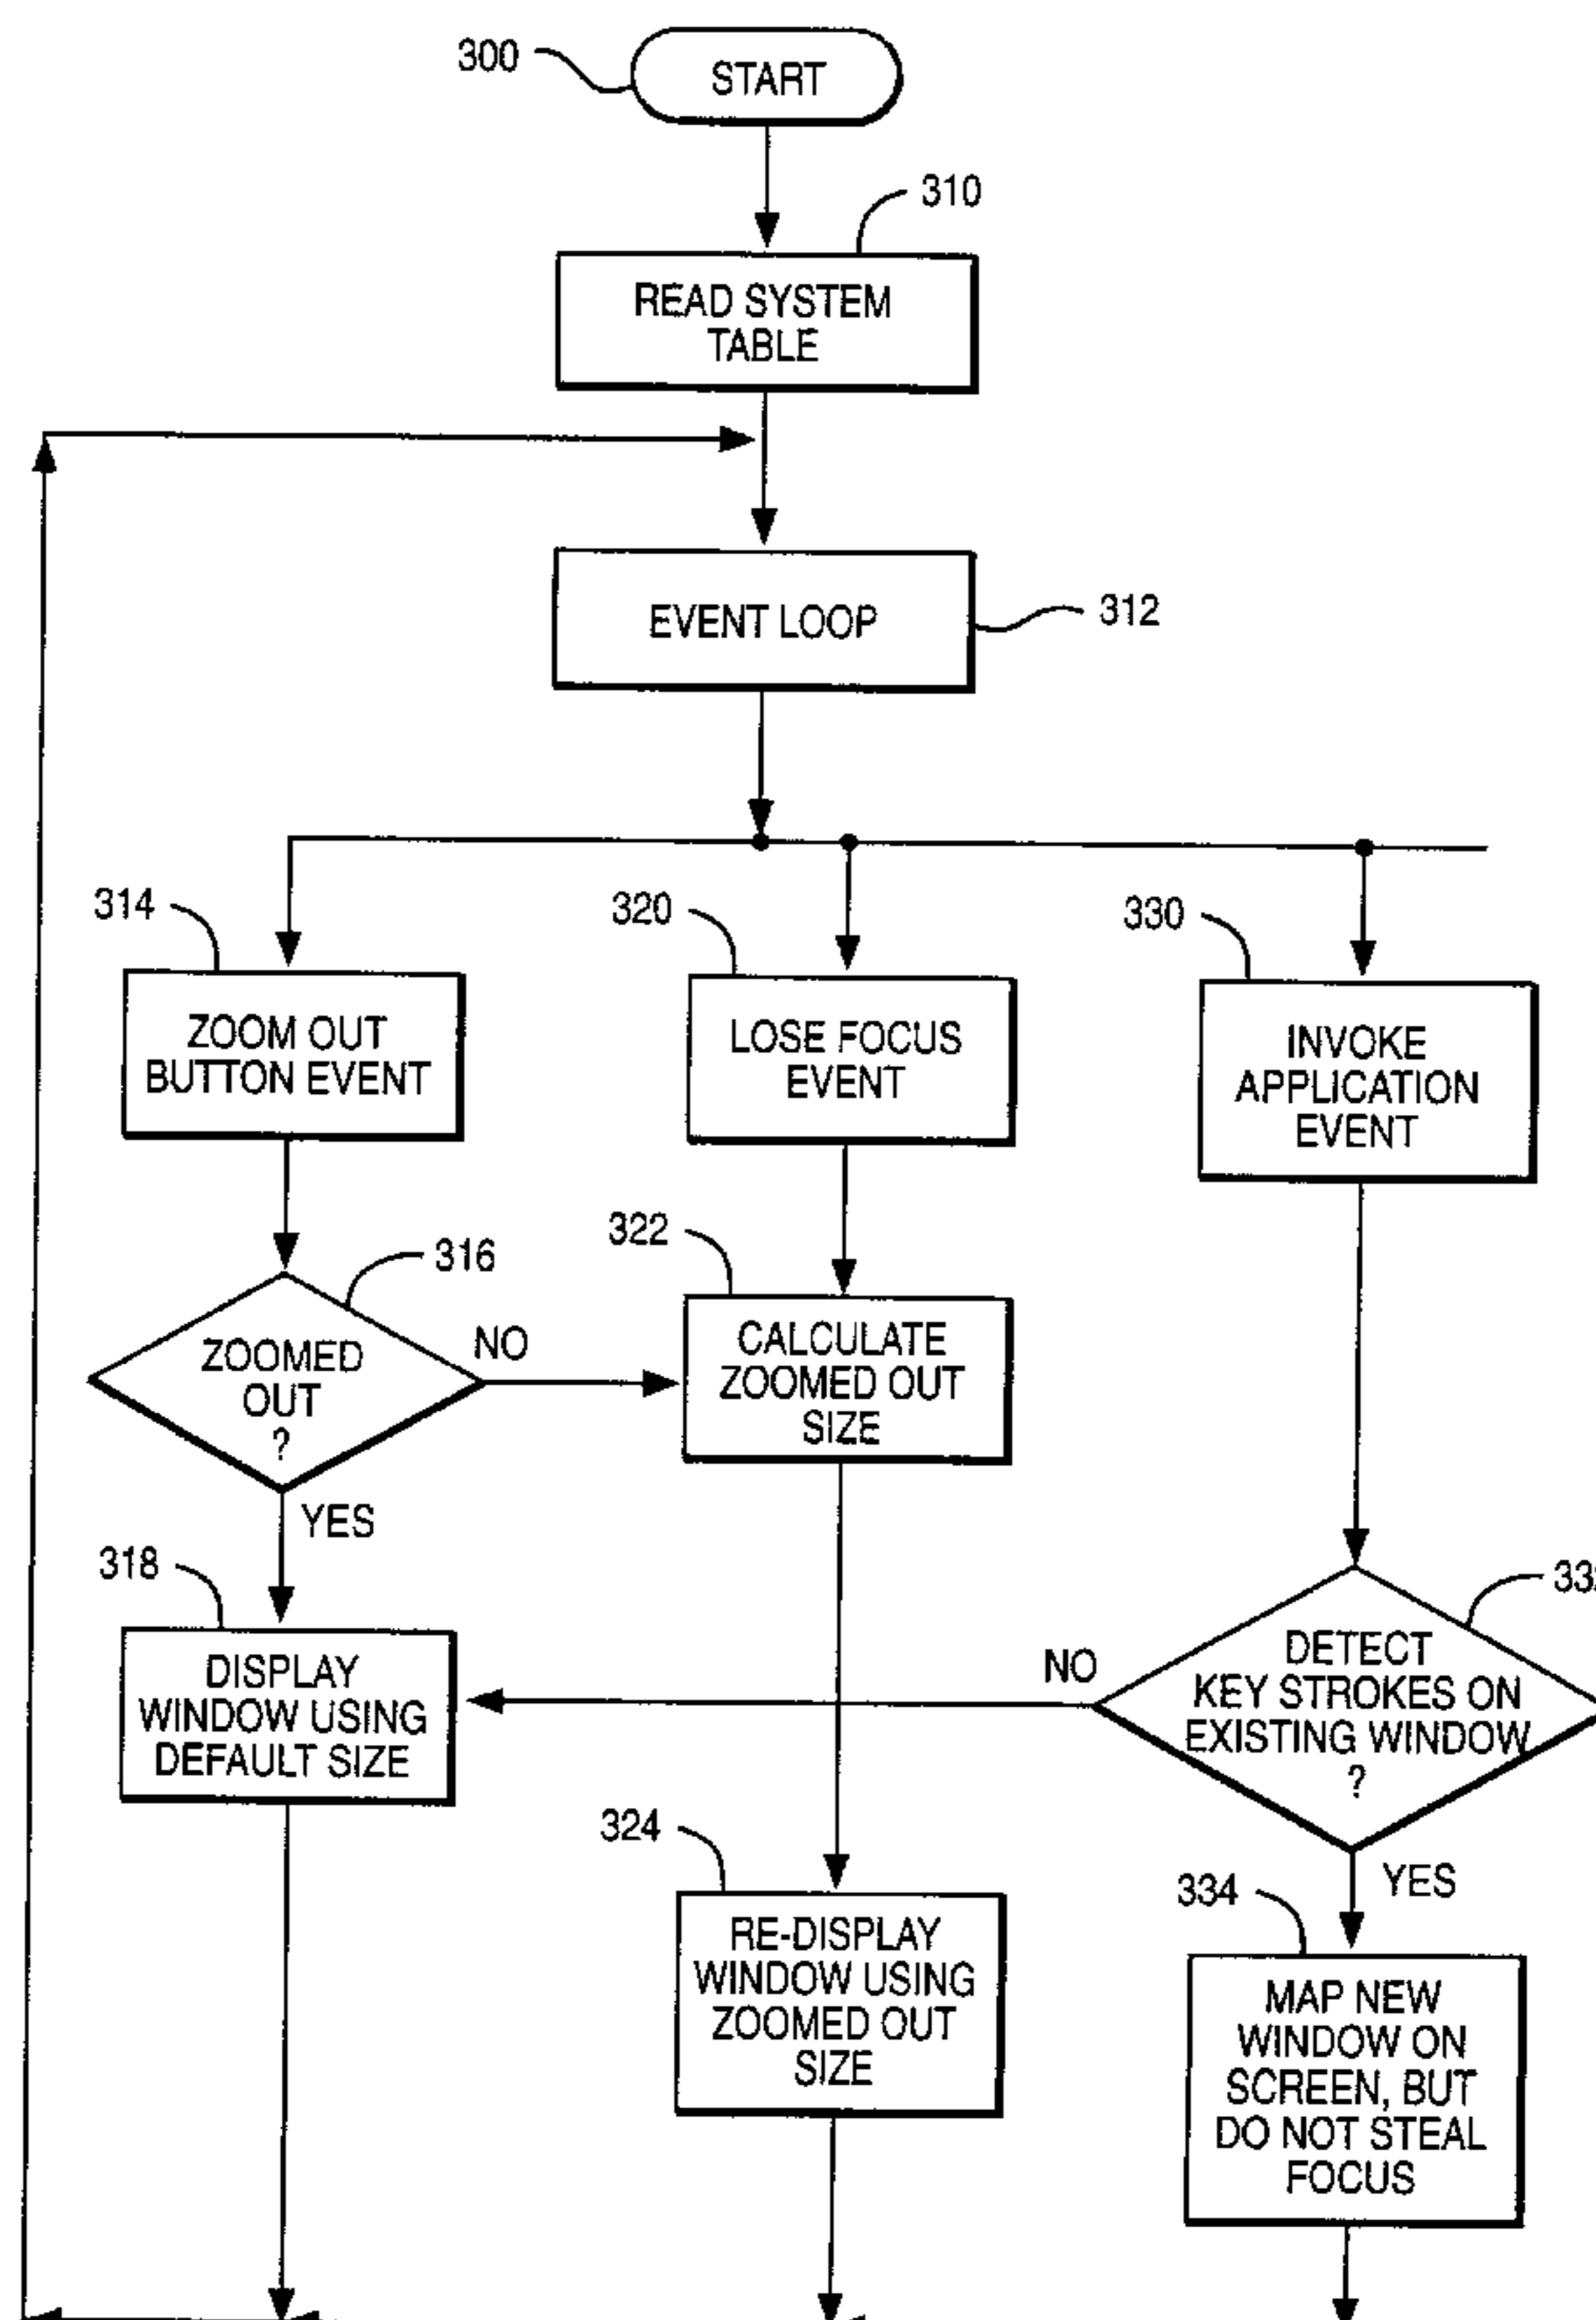 300
START
310
READ SYSTEM
TABLE
EVENT LOOP
312
314
ZOOM OUT
BUTTON EVENT
320
LOSE FOCUS
EVENT
330
INVOKE
APPLICATION
EVENT
316
ZOOMED
OUT
?
NO
YES
322
CALCULATE
ZOOMED OUT
SIZE
318
DISPLAY
WINDOW USING
DEFAULT SIZE
DETECT
KEY STROKES ON
EXISTING WINDOW
?
NO
YES
324
RE-DISPLAY
WINDOW USING
ZOOMED OUT
SIZE
334
MAP NEW
WINDOW ON
SCREEN, BUT
DO NOT STEAL
FOCUS